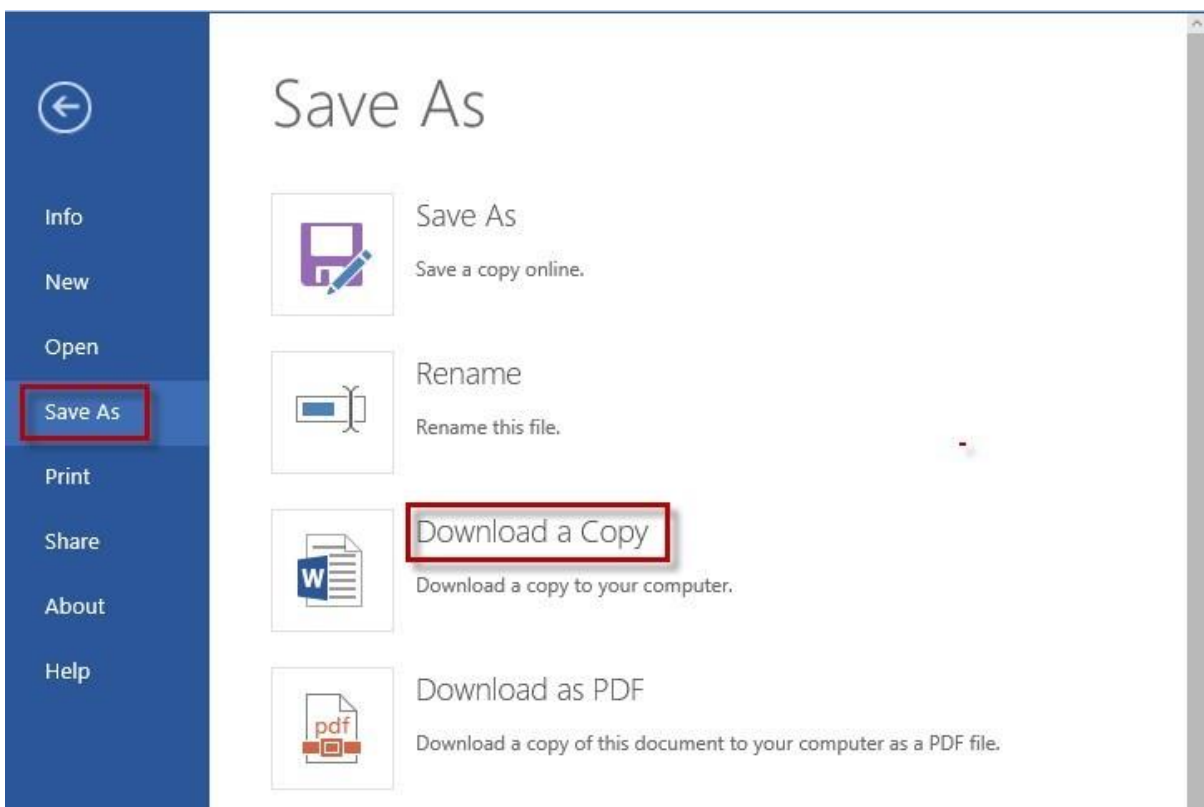 Save As
Info
New
Open
Save As
Print
Share
About
Help
Save As
Save a copy online.
Rename
Rename this file.
W
Download a Copy
Download a copy to your computer.
pdf
Download as PDF
Download a copy of this document to your computer as a PDF file.